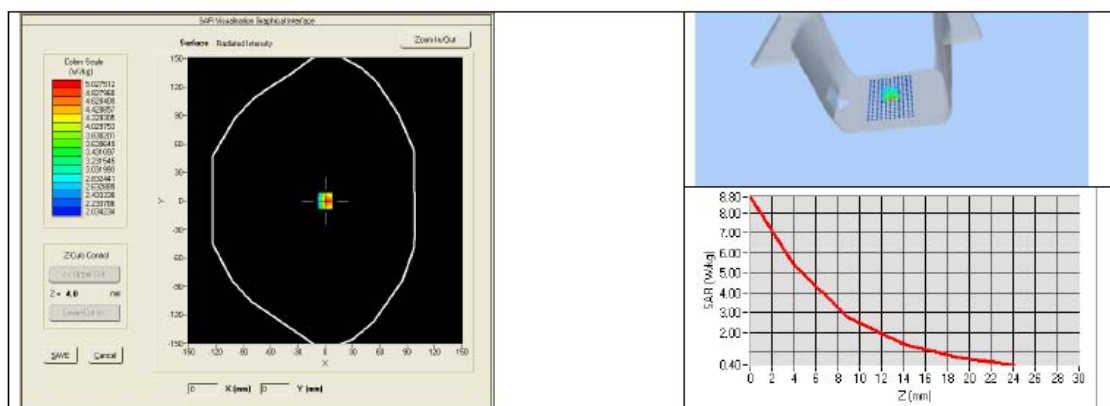 SAR Visualisation Graphical Interface
Surface Radiated Intensity
Zoom In/Out
Colors Scale
(W/kg)
5.027512
4.827960
4.628409
4.428857
4.229305
4.029753
3.830201
3.630649
3.431097
3.231545
3.031993
2.832441
2.632889
2.433338
2.233786
2.034234
150
120
90
60
30
0
-30
-60
-90
-120
-150
Y
-150 -120 -90 -60 -30 0 30 60 90 120 150
X
Z Cuts Control
<< Upper Cut
Z = 4.0 mm
Lower Cut >>
SAVE Cancel
0 X (mm) 0 Y (mm)
SAR (W/kg)
8.80
8.00
7.00
6.00
5.00
4.00
3.00
2.00
0.40
0 2 4 6 8 10 12 14 16 18 20 22 24 26 28 30
Z (mm)